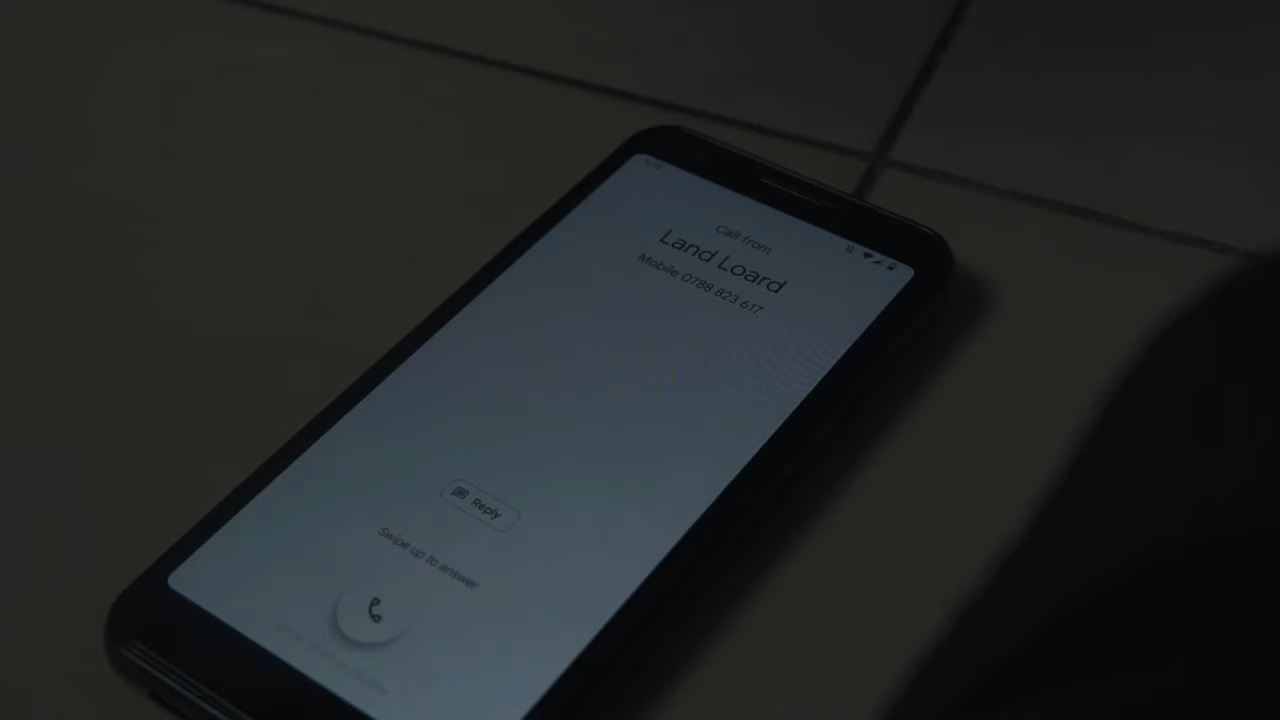 Call from
Land Loard
Mobile 0788 823 617
Reply
Swipe up to answer